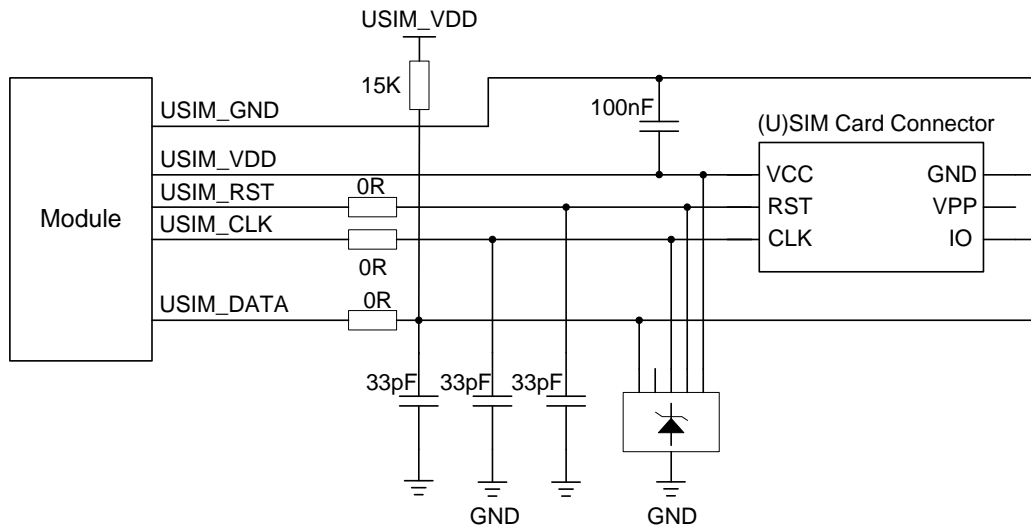 USIM_VDD
15K
USIM_GND
100nF
(U)SIM Card Connector
USIM_VDD
VCC
GND
USIM_RST
0R
RST
VPP
Module
USIM_CLK
CLK
IO
0R
USIM_DATA
0R
33pF
33pF
33pF
GND
GND